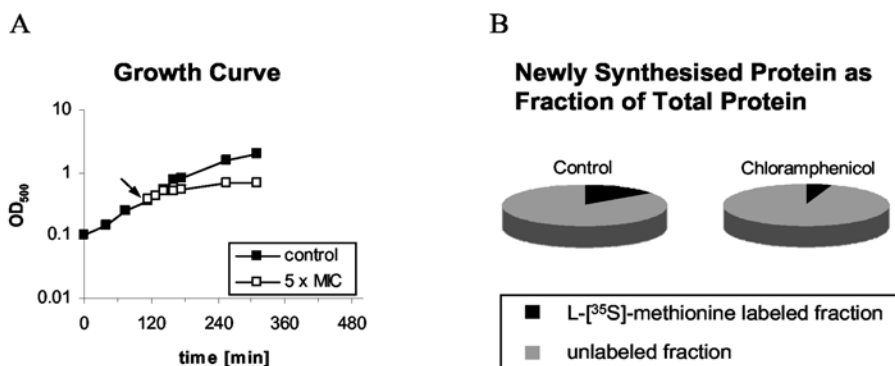 A
Growth Curve
10
1
0.1
0.01
OD500
0
120
240
360
480
time [min]
control
5 x MIC
B
Newly Synthesised Protein as
Fraction of Total Protein
Control
Chloramphenicol
L-[³⁵S]-methionine labeled fraction
unlabeled fraction